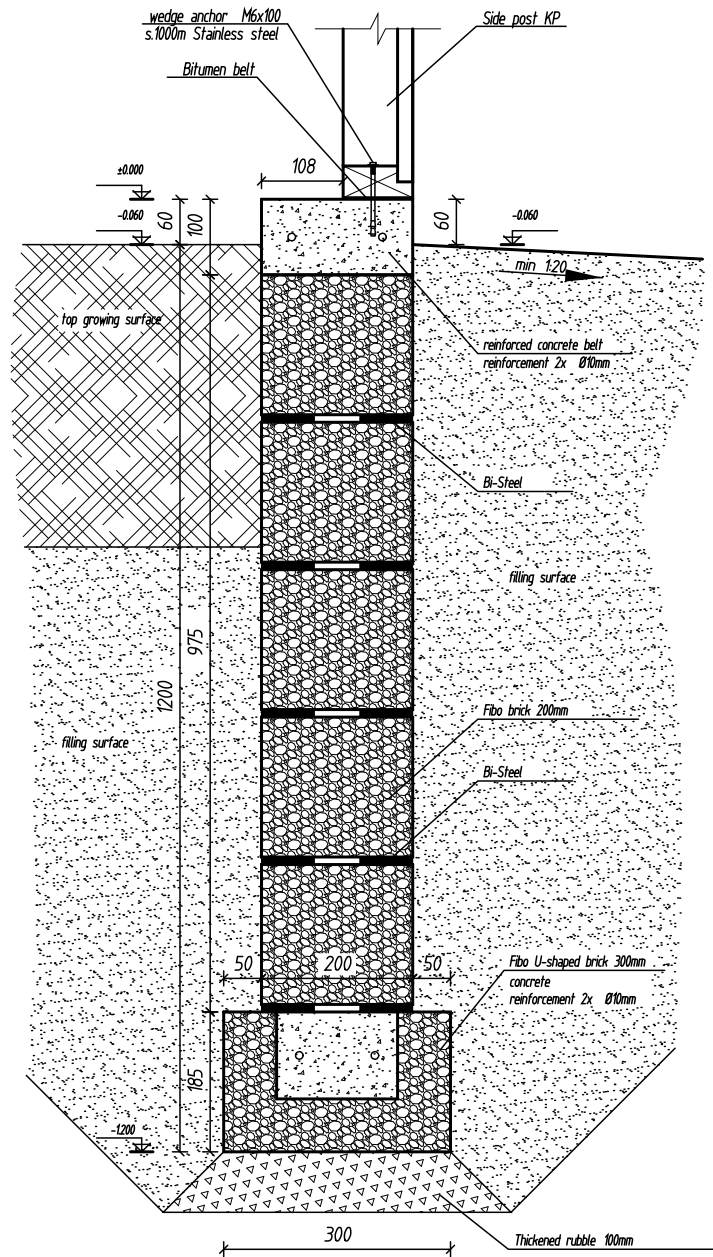 wedge anchor M6x100
s.1000m Stainless steel
Side post KP
Bitumen belt
108
±0.000
-0.060
60
100
60
-0.060
min 1:20
top growing surface
reinforced concrete belt
reinforcement 2x Ø10mm
Bi-Steel
filling surface
975
1200
Fibo brick 200mm
filling surface
Bi-Steel
50
200
50
Fibo U-shaped brick 300mm
concrete
reinforcement 2x Ø10mm
185
-1.200
300
Thickened rubble 100mm